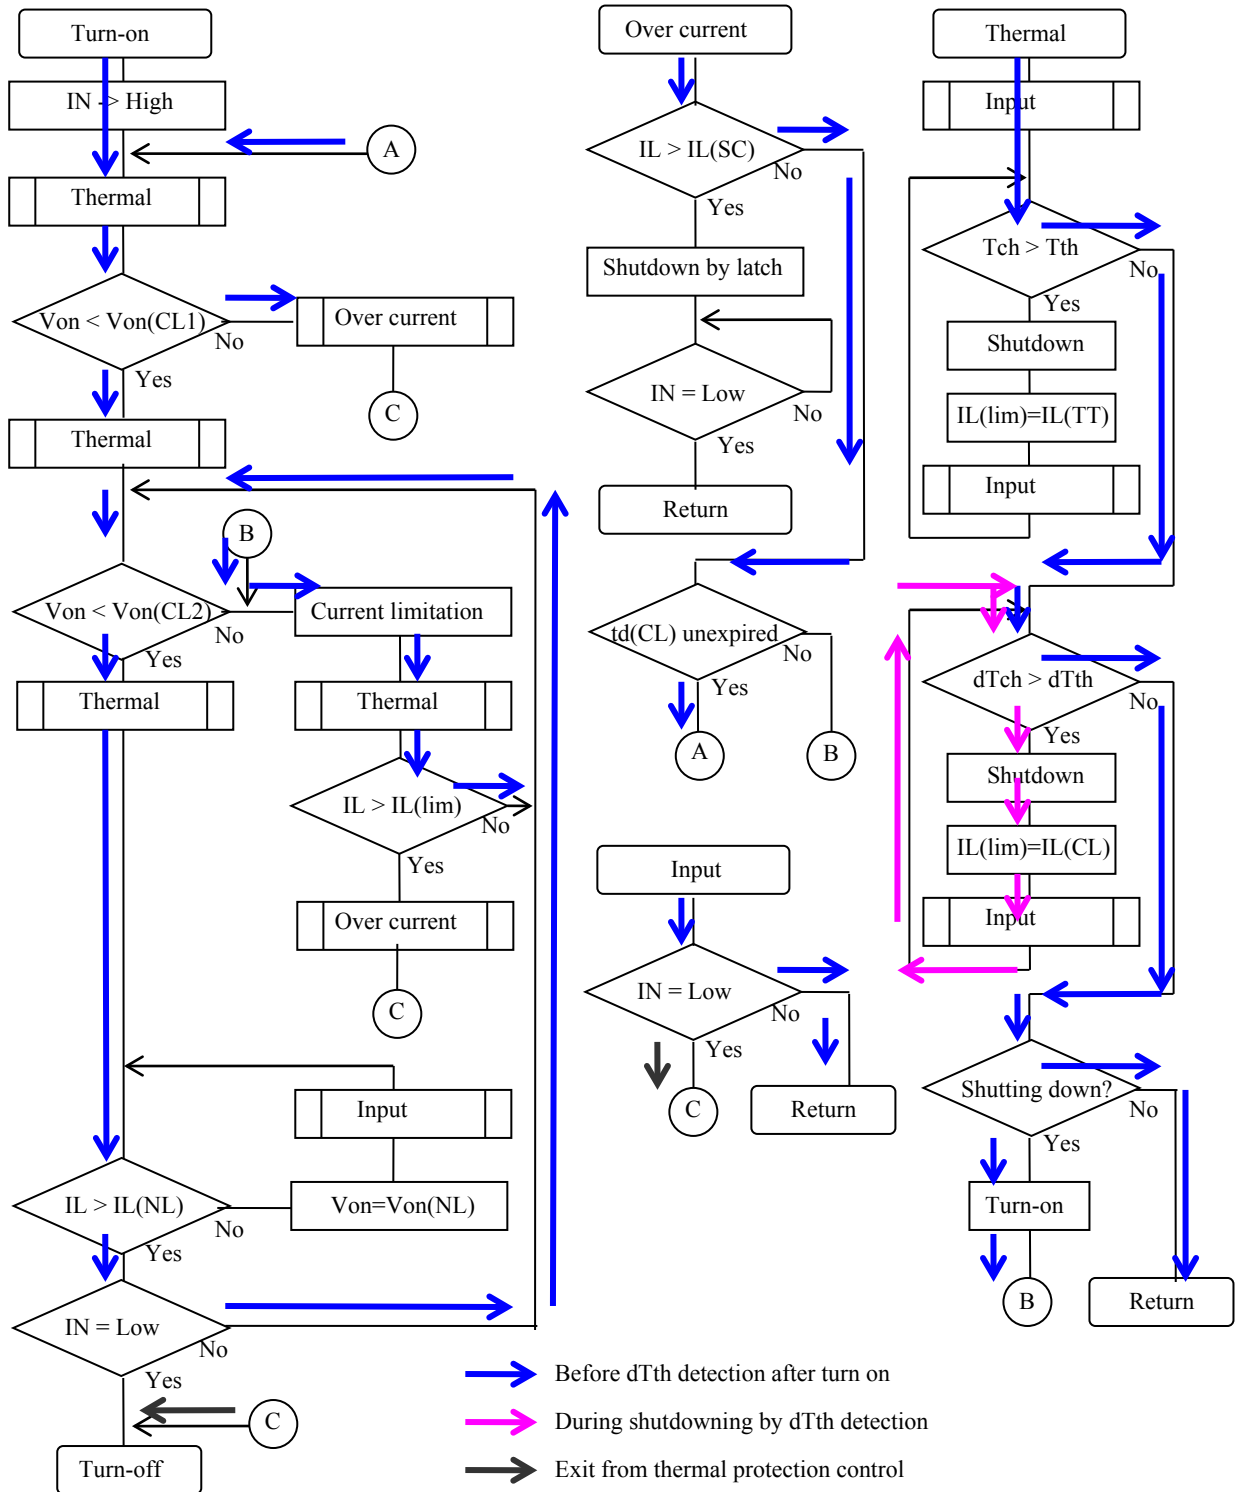 Turn-on
IN -> High
A
Thermal
Von < Von(CL1)
No
Yes
Over current
C
Thermal
B
Von < Von(CL2)
No
Yes
Current limitation
Thermal
Thermal
IL > IL(lim)
No
Yes
Over current
C
Input
IL > IL(NL)
No
Yes
Von=Von(NL)
IN = Low
No
Yes
C
Turn-off
Over current
IL > IL(SC)
No
Yes
Shutdown by latch
IN = Low
No
Yes
Return
td(CL) unexpired
No
Yes
A
B
Input
IN = Low
No
Yes
C
Return
Thermal
Input
Tch > Tth
No
Yes
Shutdown
IL(lim)=IL(TT)
Input
dTch > dTth
No
Yes
Shutdown
IL(lim)=IL(CL)
Input
Shutting down?
No
Yes
Turn-on
B
Return
Before dTth detection after turn on
During shutdowning by dTth detection
Exit from thermal protection control